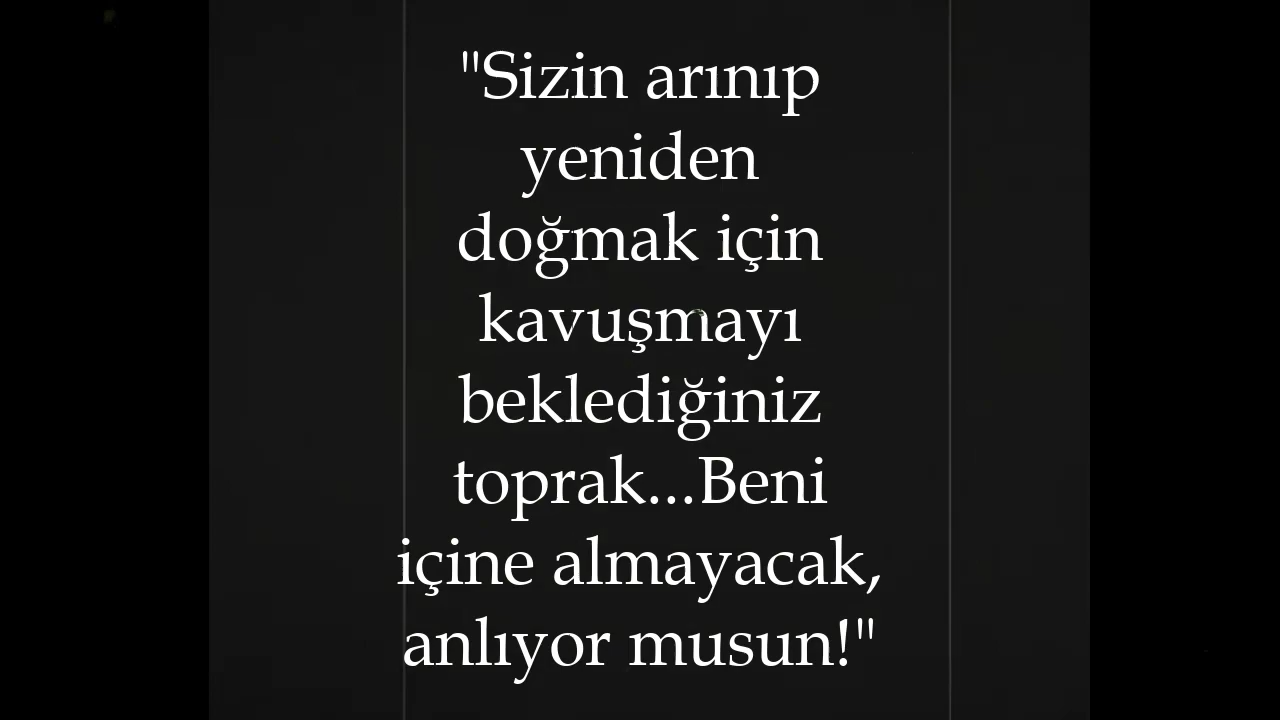 "Sizin arınıp
yeniden
doğmak için
kavuşmayı
beklediğiniz
toprak...Beni
içine almayacak,
anlıyor musun!"